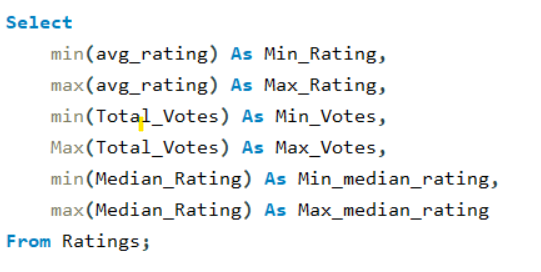 Select
min(avg_rating) As Min_Rating,
max(avg_rating) As Max_Rating,
min(Total_Votes) As Min_Votes,
Max(Total_Votes) As Max_Votes,
min(Median_Rating) As Min_median_rating,
max(Median_Rating) As Max_median_rating
From Ratings;